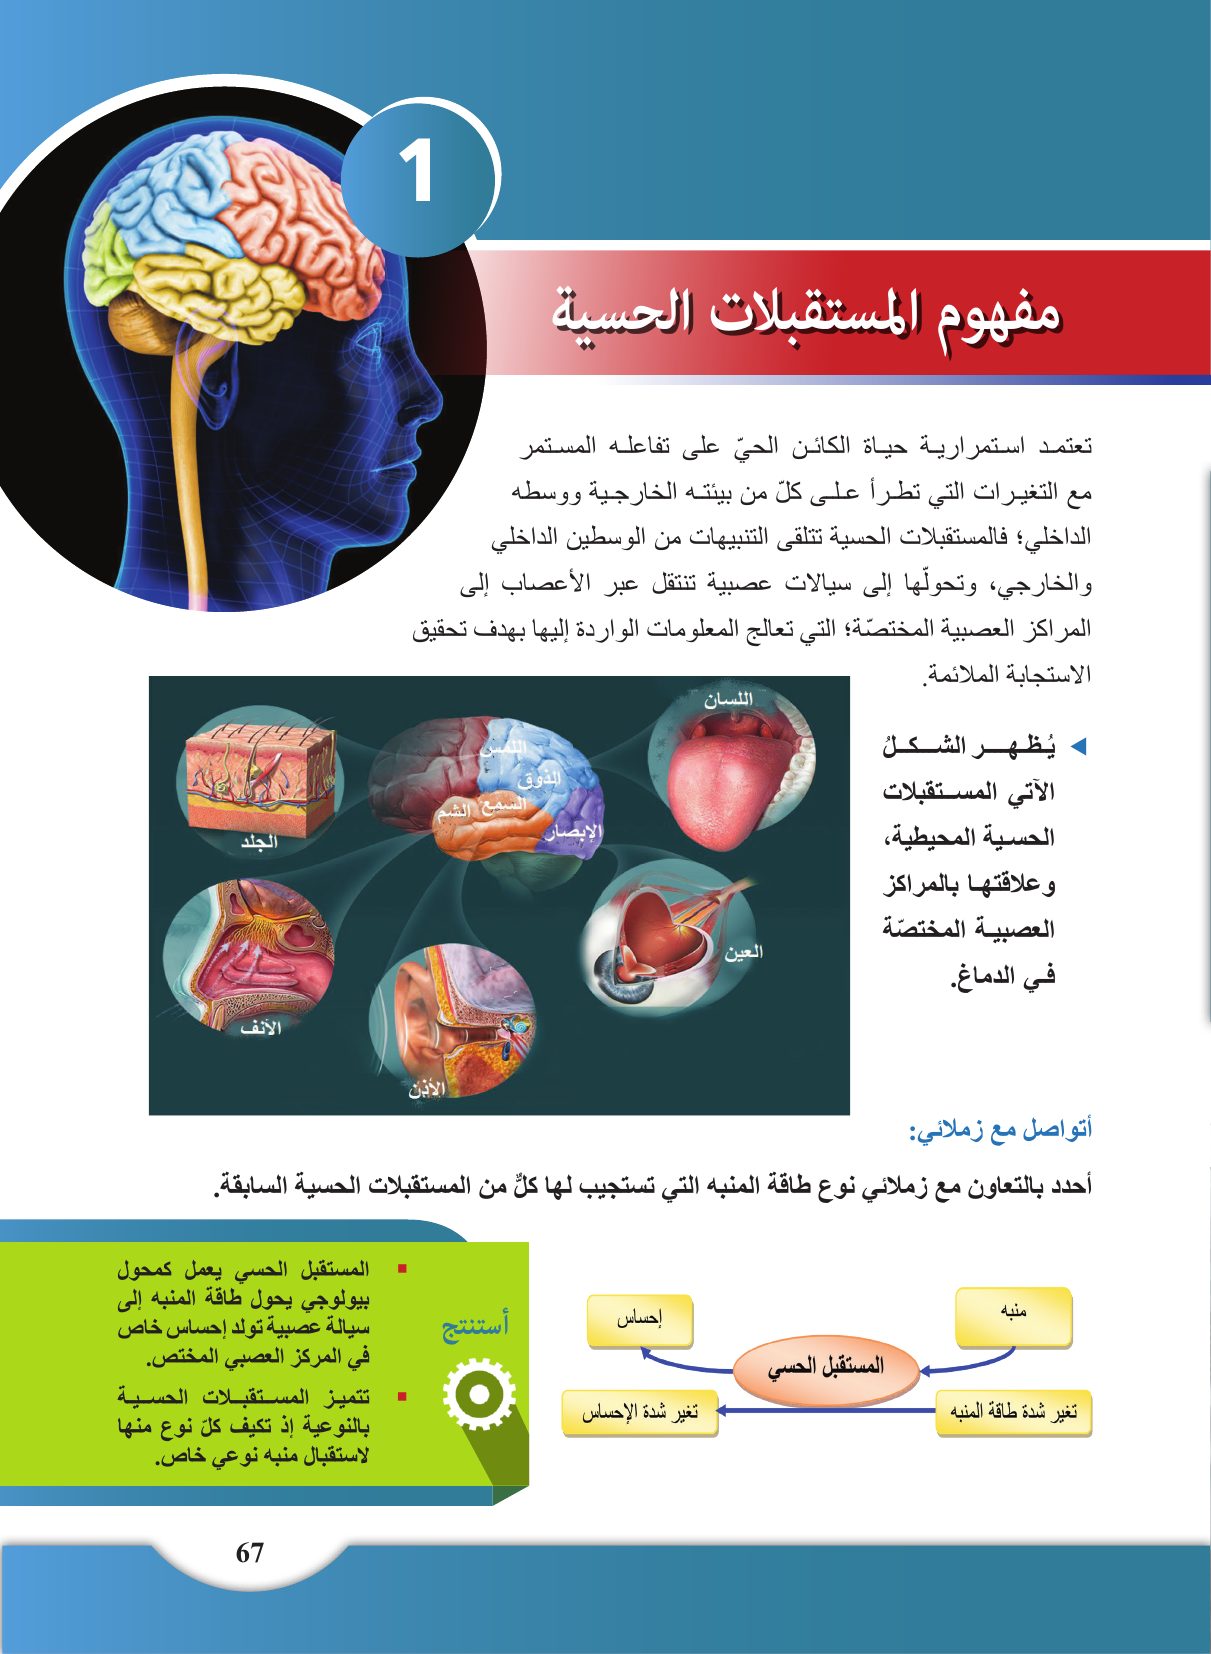 1
مفهوم المستقبلات الحسية
تعتمد استمرارية حياة الكائن الحيّ على تفاعله المستمر
مع التغيرات التي تطرأ على كلّ من بيئته الخارجية ووسطه
الداخلي؛ فالمستقبلات الحسية تتلقى التنبيهات من الوسطين الداخلي
والخارجي، وتحولّها إلى سيالات عصبية تنتقل عبر الأعصاب إلى
المراكز العصبية المختصّة؛ التي تعالج المعلومات الواردة إليها بهدف تحقيق
الاستجابة الملائمة.
يُظهر الشكلُ
الآتي المستقبلات
الحسية المحيطية،
وعلاقتها بالمراكز
العصبية المختصّة
في الدماغ.
اللسان
اللمس
الذوق
السمع
الشم
الإبصار
الجلد
العين
الأنف
الأذن
أتواصل مع زملائي:
أحدد بالتعاون مع زملائي نوع طاقة المنبه التي تستجيب لها كلٌّ من المستقبلات الحسية السابقة.
منبه
إحساس
المستقبل الحسي
تغير شدة طاقة المنبه
تغير شدة الإحساس
أستنتج
المستقبل الحسي يعمل كمحول
بيولوجي يحول طاقة المنبه إلى
سيالة عصبية تولد إحساس خاص
في المركز العصبي المختص.
تتميز المستقبلات الحسية
بالنوعية إذ تكيف كلّ نوع منها
لاستقبال منبه نوعي خاص.
67